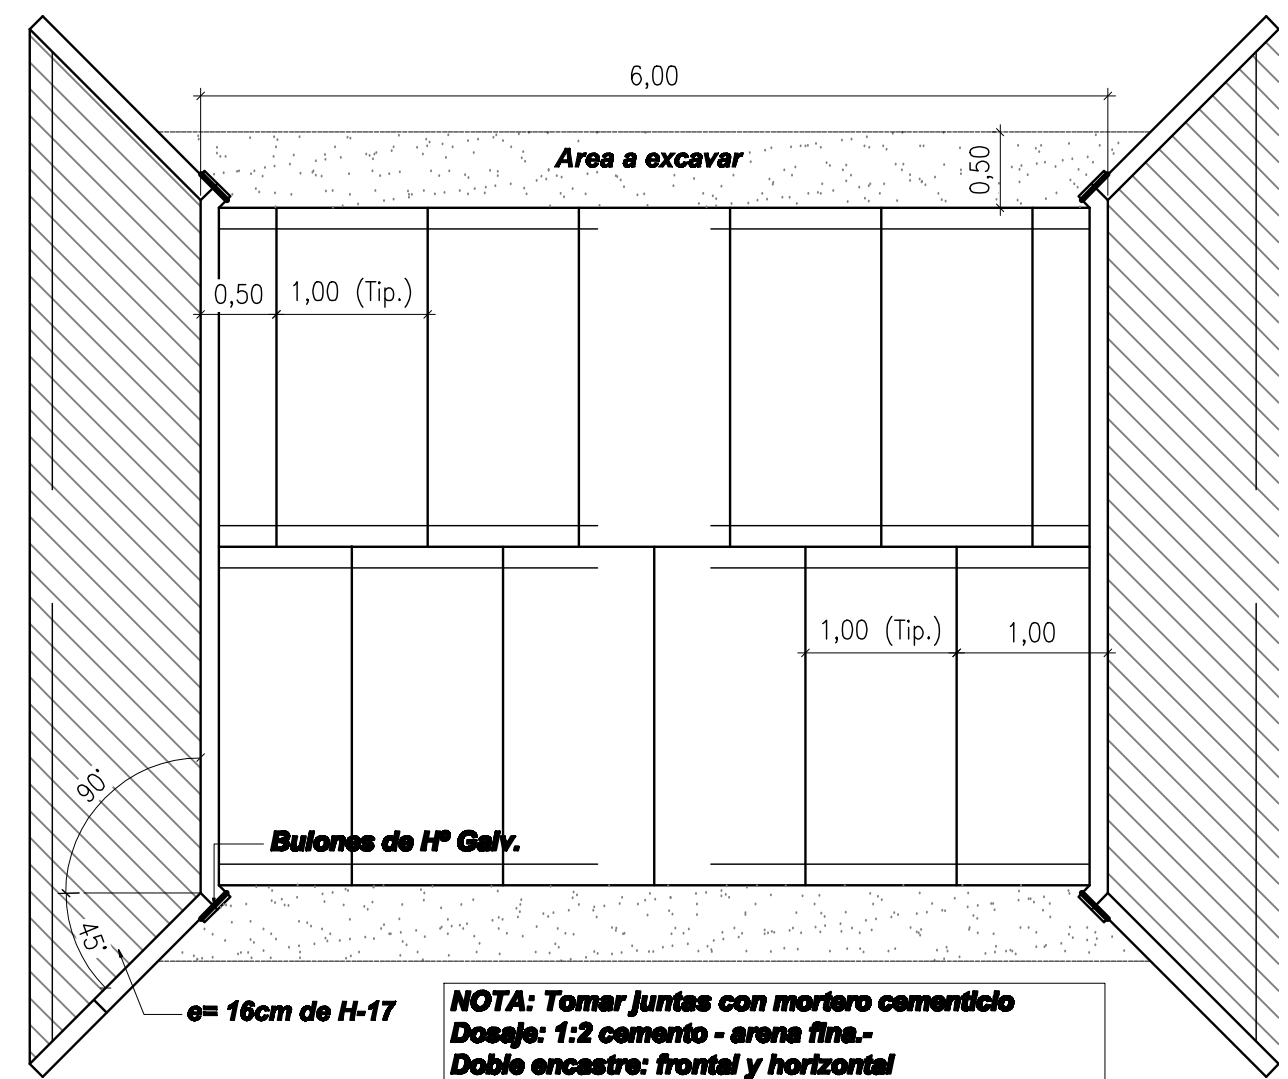 6,00
Area a excavar
0,50
0,50
1,00 (Tip.)
1,00 (Tip.)
1,00
90°
Bulones de Hº Galv.
45°
e= 16cm de H-17
NOTA: Tomar juntas con mortero cementicio
Dosaje: 1:2 cemento - arena fina.-
Doble encastre: frontal y horizontal